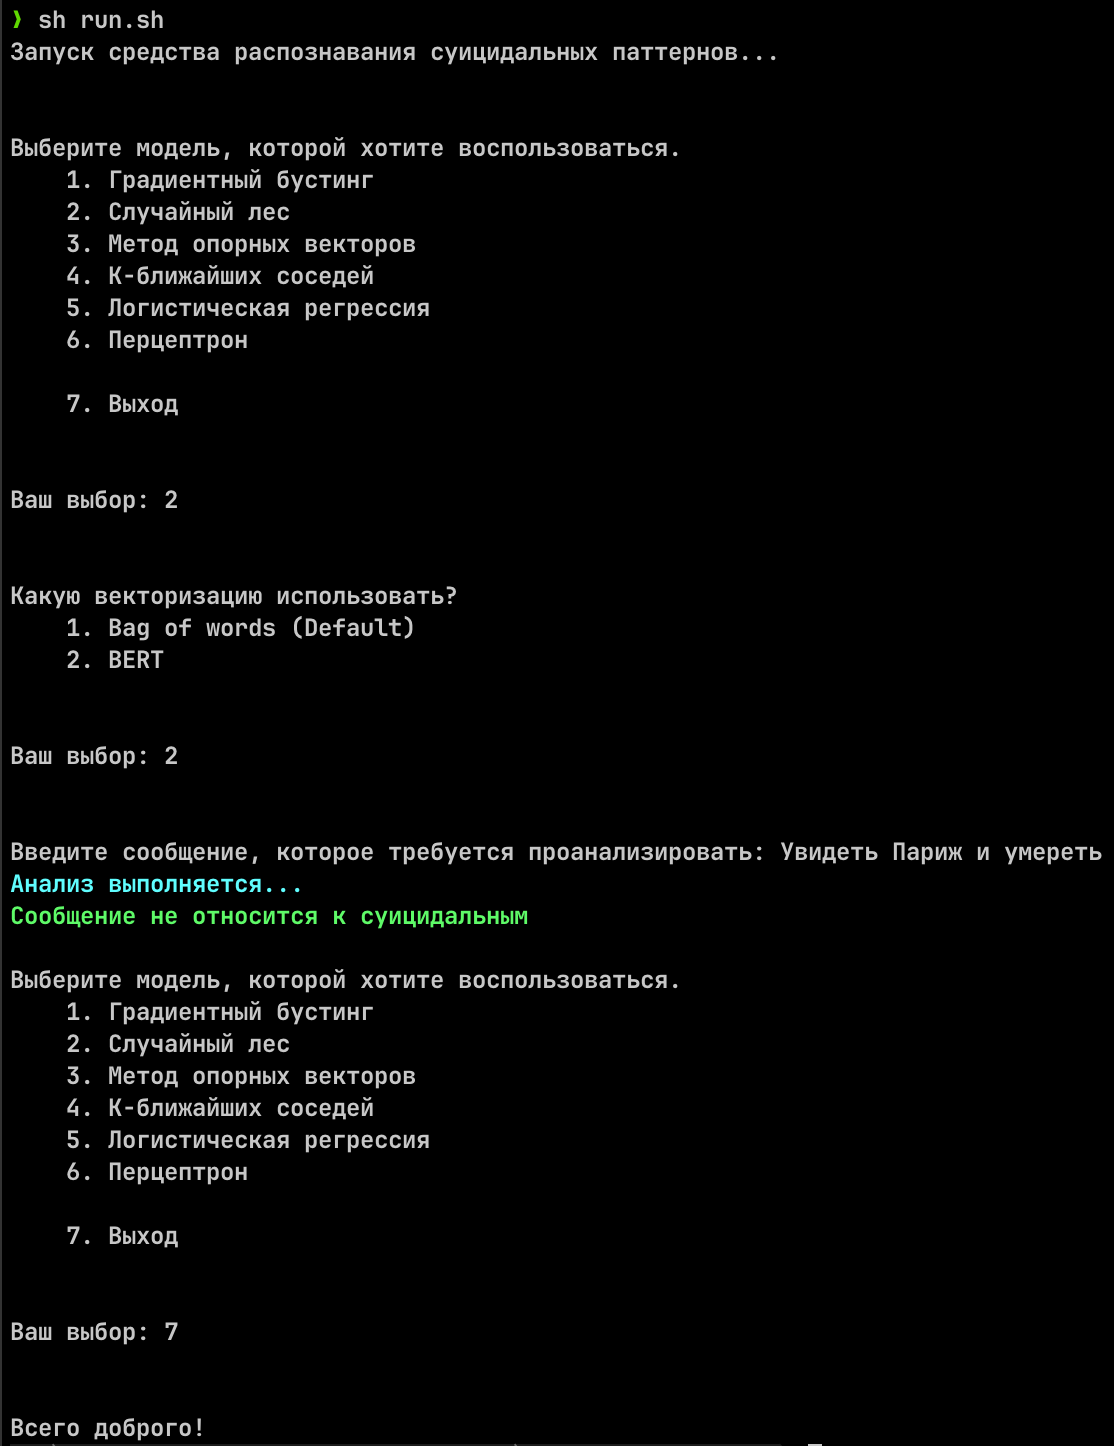 ❯ sh run.sh
Запуск средства распознавания суицидальных паттернов...
Выберите модель, которой хотите воспользоваться.
1. Градиентный бустинг
2. Случайный лес
3. Метод опорных векторов
4. К-ближайших соседей
5. Логистическая регрессия
6. Перцептрон
7. Выход
Ваш выбор: 2
Какую векторизацию использовать?
1. Bag of words (Default)
2. BERT
Ваш выбор: 2
Введите сообщение, которое требуется проанализировать: Увидеть Париж и умереть
Анализ выполняется...
Сообщение не относится к суицидальным
Выберите модель, которой хотите воспользоваться.
1. Градиентный бустинг
2. Случайный лес
3. Метод опорных векторов
4. К-ближайших соседей
5. Логистическая регрессия
6. Перцептрон
7. Выход
Ваш выбор: 7
Всего доброго!